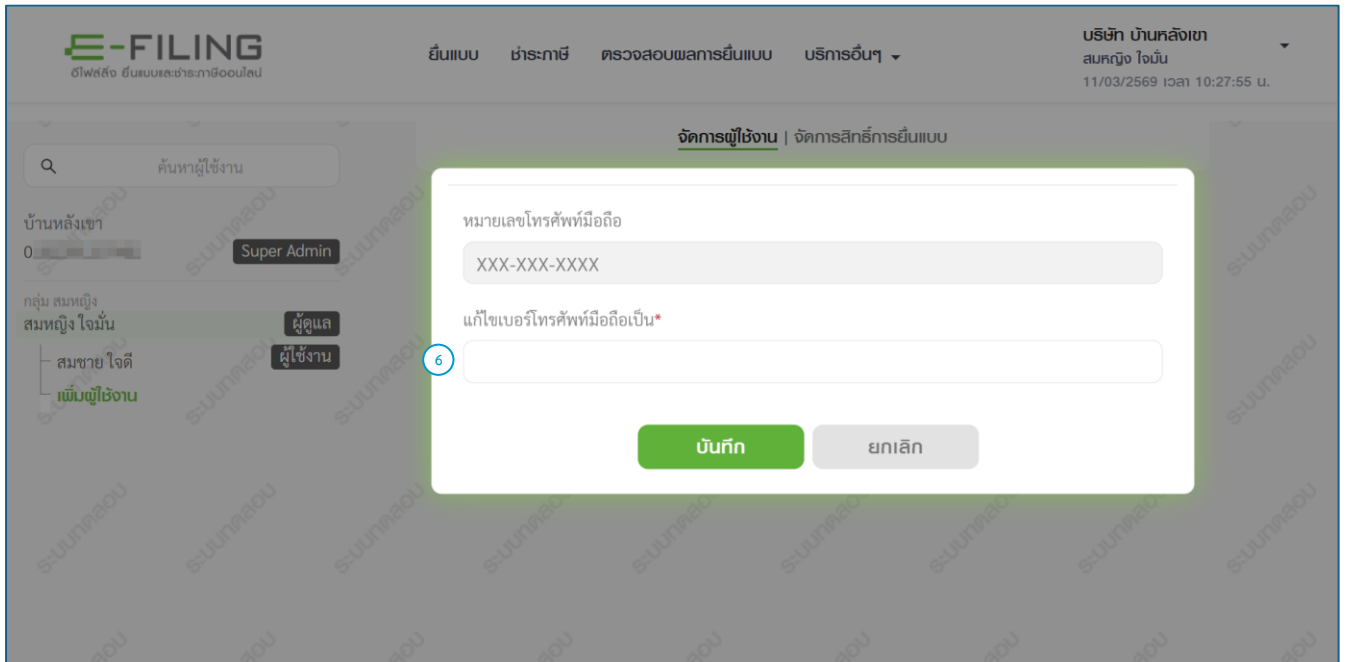 E-FILING
อีไฟล์ลิ่ง ยื่นแบบและชำระภาษีออนไลน์
ยื่นแบบ ชำระภาษี ตรวจสอบผลการยื่นแบบ บริการอื่นๆ
บริษัท บ้านหลังเขา
สมหญิง ใจมั่น
11/03/2569 เวลา 10:27:55 น.
จัดการผู้ใช้งาน | จัดการสิทธิ์การยื่นแบบ
ค้นหาผู้ใช้งาน
บ้านหลังเขา
0
Super Admin
กลุ่ม สมหญิง
สมหญิง ใจมั่น ผู้ดูแล
สมชาย ใจดี ผู้ใช้งาน
เพิ่มผู้ใช้งาน
หมายเลขโทรศัพท์มือถือ
XXX-XXX-XXXX
แก้ไขเบอร์โทรศัพท์มือถือเป็น*
6
บันทึก ยกเลิก
ระบบทดสอบ